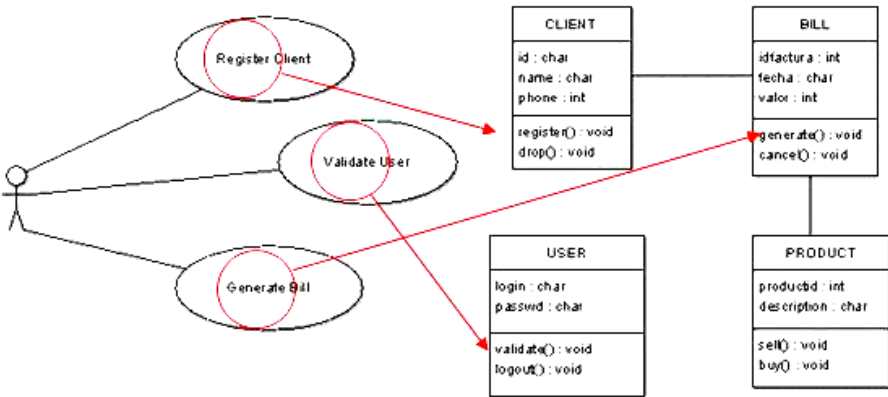 Register Client
Validate User
Generate Bill
CLIENT
id : char
name : char
phone : int
register() : void
drop() : void
BILL
idfactura : int
fecha : char
valor : int
generate() : void
cancel() : void
USER
login : char
passwd : char
validate() : void
logout() : void
PRODUCT
productid : int
description : char
sell() : void
buy() : void